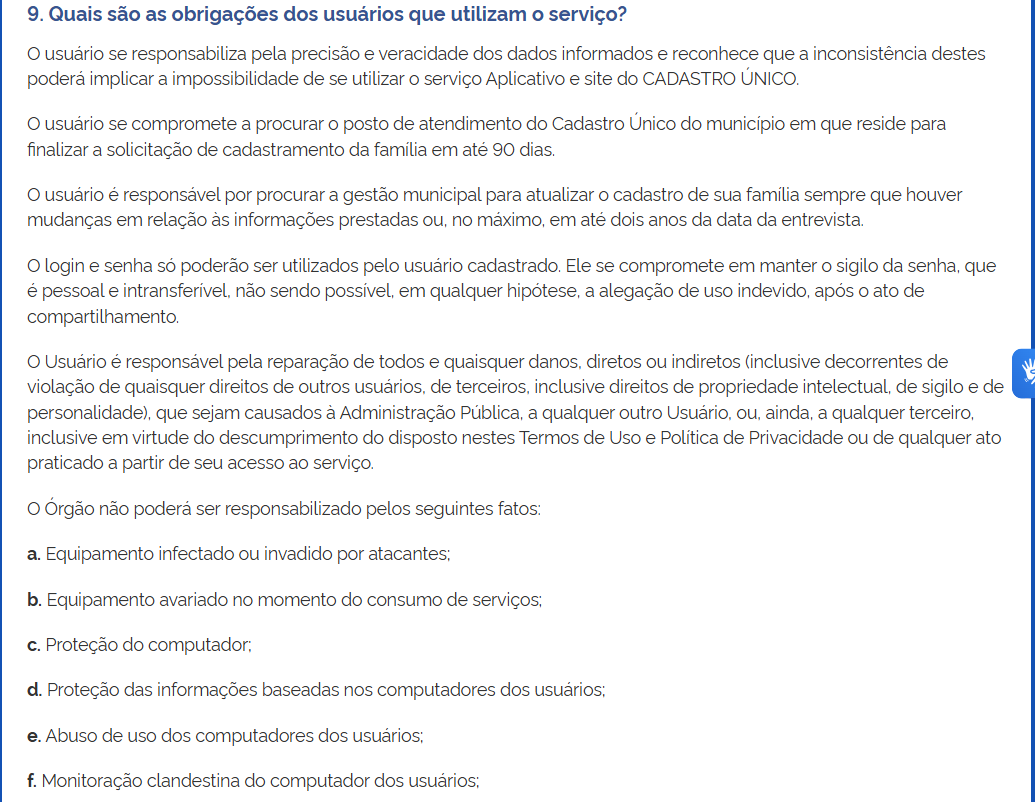 9. Quais são as obrigações dos usuários que utilizam o serviço?
O usuário se responsabiliza pela precisão e veracidade dos dados informados e reconhece que a inconsistência destes
poderá implicar a impossibilidade de se utilizar o serviço Aplicativo e site do CADASTRO ÚNICO.
O usuário se compromete a procurar o posto de atendimento do Cadastro Único do município em que reside para
finalizar a solicitação de cadastramento da família em até 90 dias.
O usuário é responsável por procurar a gestão municipal para atualizar o cadastro de sua família sempre que houver
mudanças em relação às informações prestadas ou, no máximo, em até dois anos da data da entrevista.
O login e senha só poderão ser utilizados pelo usuário cadastrado. Ele se compromete em manter o sigilo da senha, que
é pessoal e intransferível, não sendo possível, em qualquer hipótese, a alegação de uso indevido, após o ato de
compartilhamento.
O Usuário é responsável pela reparação de todos e quaisquer danos, diretos ou indiretos (inclusive decorrentes de
violação de quaisquer direitos de outros usuários, de terceiros, inclusive direitos de propriedade intelectual, de sigilo e de
personalidade), que sejam causados à Administração Pública, a qualquer outro Usuário, ou, ainda, a qualquer terceiro,
inclusive em virtude do descumprimento do disposto nestes Termos de Uso e Política de Privacidade ou de qualquer ato
praticado a partir de seu acesso ao serviço.
O Órgão não poderá ser responsabilizado pelos seguintes fatos:
a. Equipamento infectado ou invadido por atacantes;
b. Equipamento avariado no momento do consumo de serviços;
c. Proteção do computador;
d. Proteção das informações baseadas nos computadores dos usuários;
e. Abuso de uso dos computadores dos usuários;
f. Monitoração clandestina do computador dos usuários;